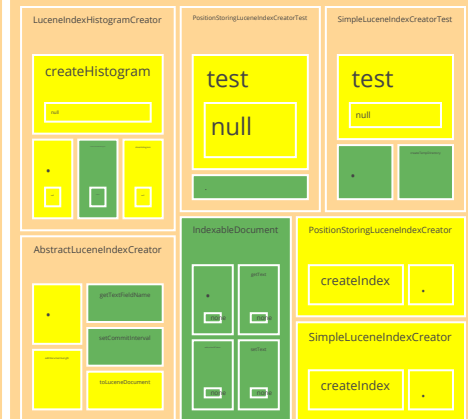 LuceneIndexHistogramCreator
createHistogram
null
PositionStoringLuceneIndexCreatorTest
test
null
SimpleLuceneIndexCreatorTest
test
null
AbstractLuceneIndexCreator
getTextFieldName
setCommitInterval
toLuceneDocument
IndexableDocument
getText
none
none
setText
none
none
PositionStoringLuceneIndexCreator
createIndex
SimpleLuceneIndexCreator
createIndex